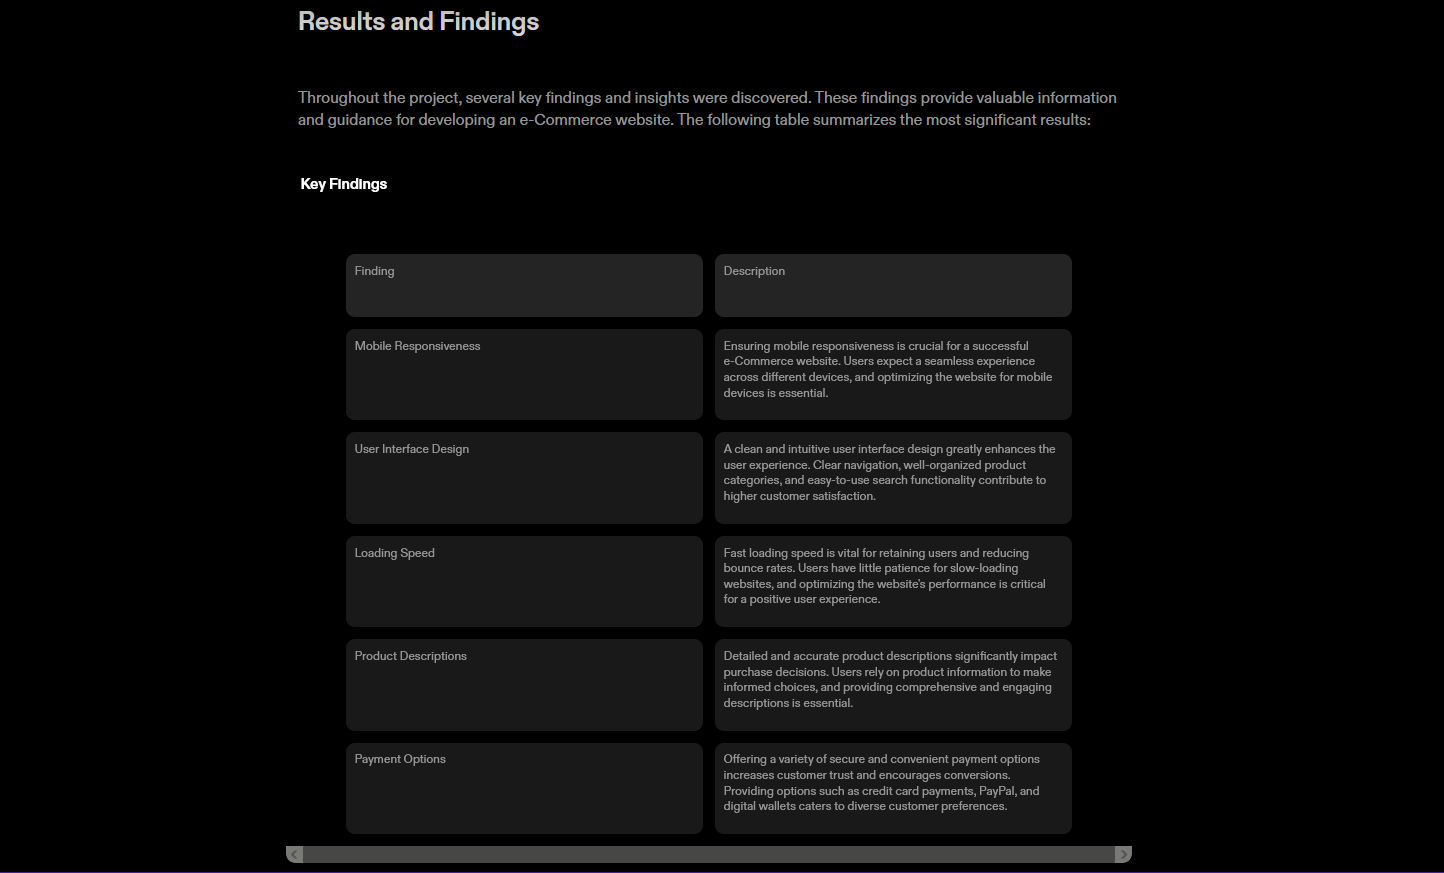 Results and Findings
Throughout the project, several key findings and insights were discovered. These findings provide valuable information
and guidance for developing an e-Commerce website. The following table summarizes the most significant results:
Key Findings
Finding
Description
Mobile Responsiveness
Ensuring mobile responsiveness is crucial for a successful
e-Commerce website. Users expect a seamless experience
across different devices, and optimizing the website for mobile
devices is essential.
User Interface Design
A clean and intuitive user interface design greatly enhances the
user experience. Clear navigation, well-organized product
categories, and easy-to-use search functionality contribute to
higher customer satisfaction.
Loading Speed
Fast loading speed is vital for retaining users and reducing
bounce rates. Users have little patience for slow-loading
websites, and optimizing the website's performance is critical
for a positive user experience.
Product Descriptions
Detailed and accurate product descriptions significantly impact
purchase decisions. Users rely on product information to make
informed choices, and providing comprehensive and engaging
descriptions is essential.
Payment Options
Offering a variety of secure and convenient payment options
increases customer trust and encourages conversions.
Providing options such as credit card payments, PayPal, and
digital wallets caters to diverse customer preferences.